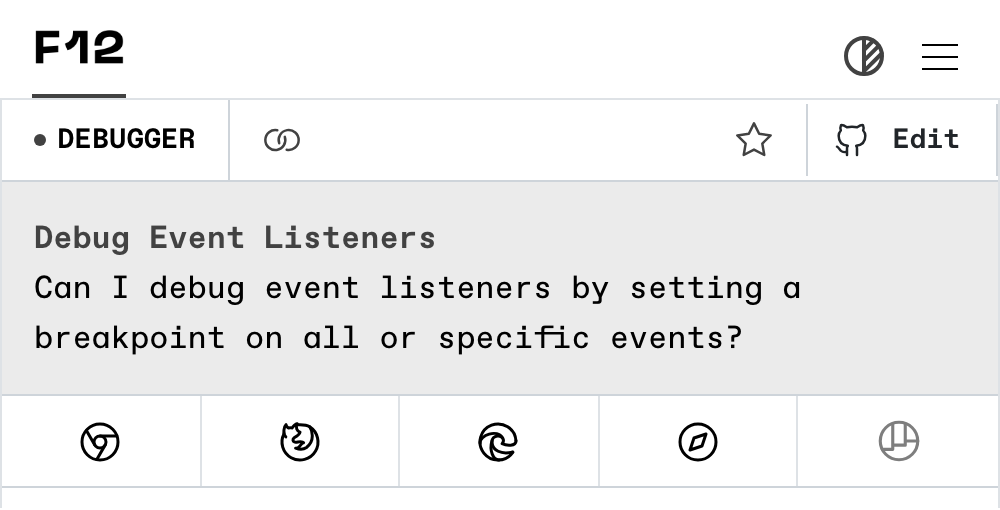 F12
DEBUGGER
Edit
Debug Event Listeners
Can I debug event listeners by setting a
breakpoint on all or specific events?